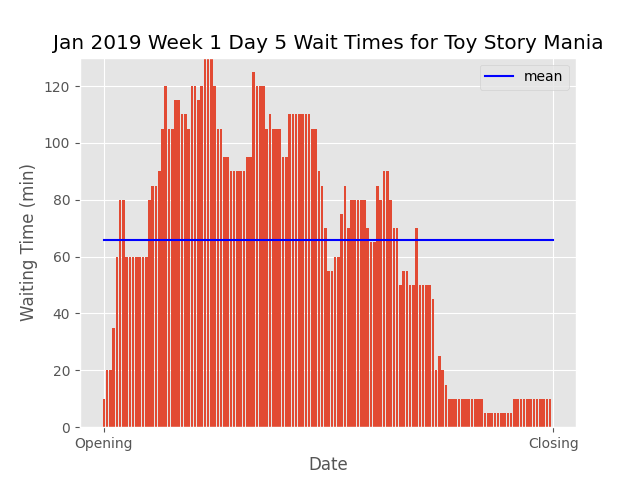 Jan 2019 Week 1 Day 5 Wait Times for Toy Story Mania
mean
120
100
80
60
40
20
0
Waiting Time (min)
Opening
Closing
Date